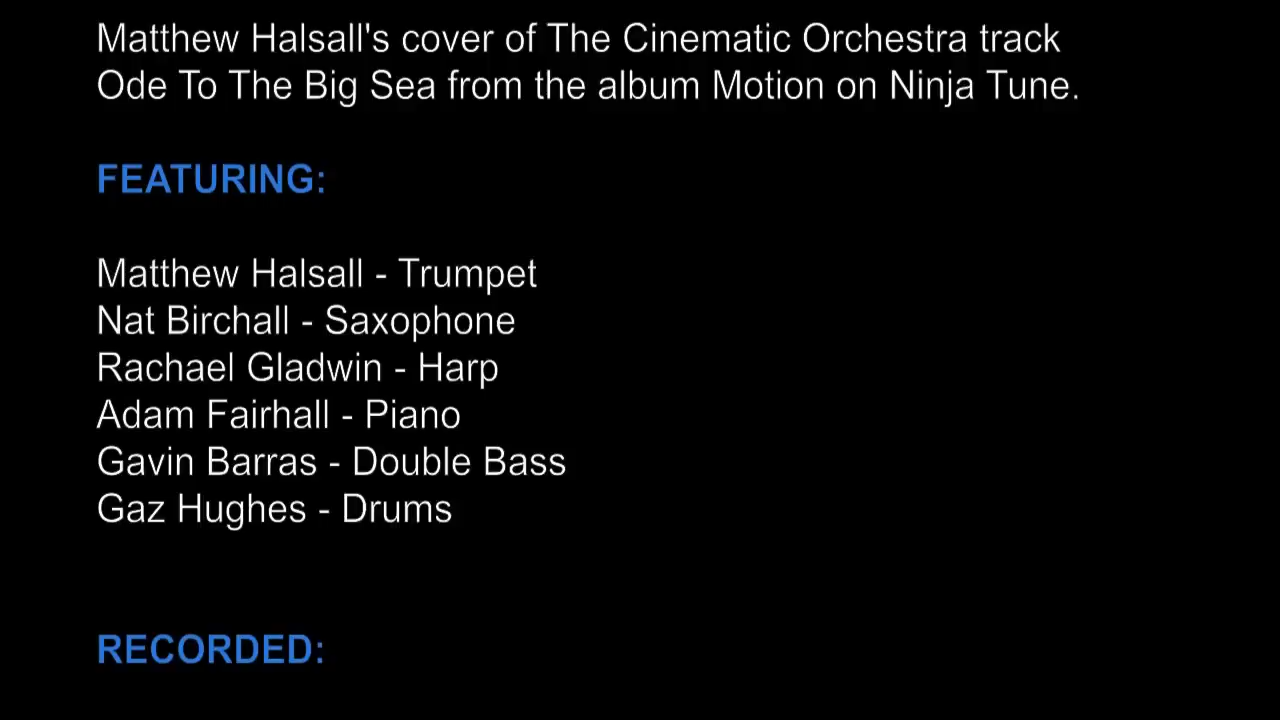 Matthew Halsall's cover of The Cinematic Orchestra track
Ode To The Big Sea from the album Motion on Ninja Tune.
FEATURING:
Matthew Halsall - Trumpet
Nat Birchall - Saxophone
Rachael Gladwin - Harp
Adam Fairhall - Piano
Gavin Barras - Double Bass
Gaz Hughes - Drums
RECORDED: